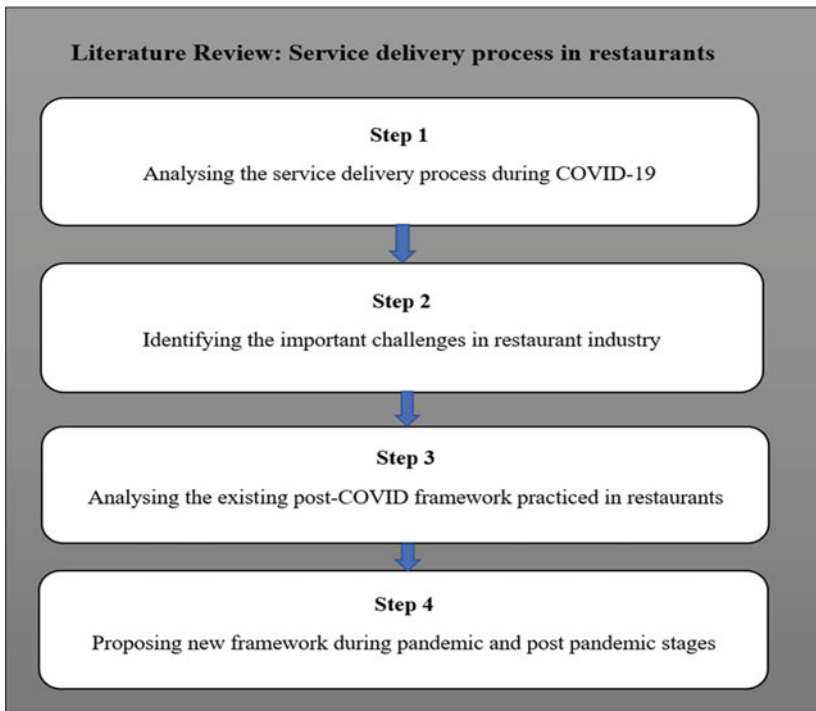 Literature Review: Service delivery process in restaurants
Step 1
Analysing the service delivery process during COVID-19
Step 2
Identifying the important challenges in restaurant industry
Step 3
Analysing the existing post-COVID framework practiced in restaurants
Step 4
Proposing new framework during pandemic and post pandemic stages